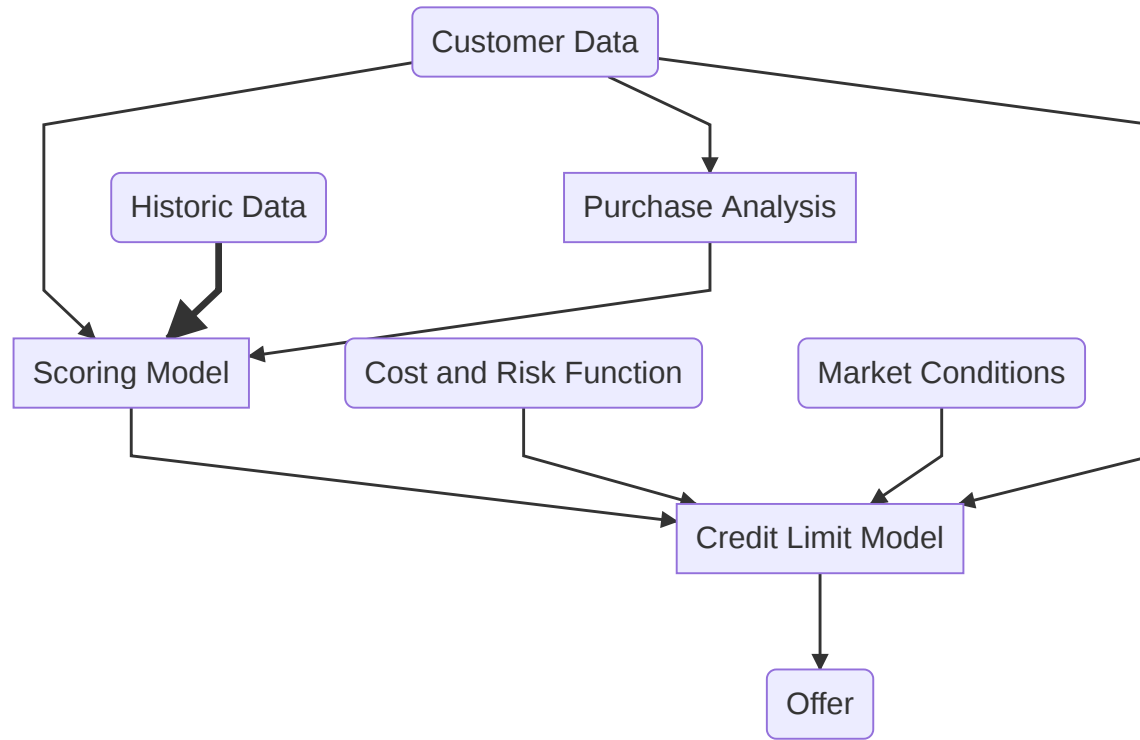 Customer Data
Historic Data
Purchase Analysis
Scoring Model
Cost and Risk Function
Market Conditions
Credit Limit Model
Offer